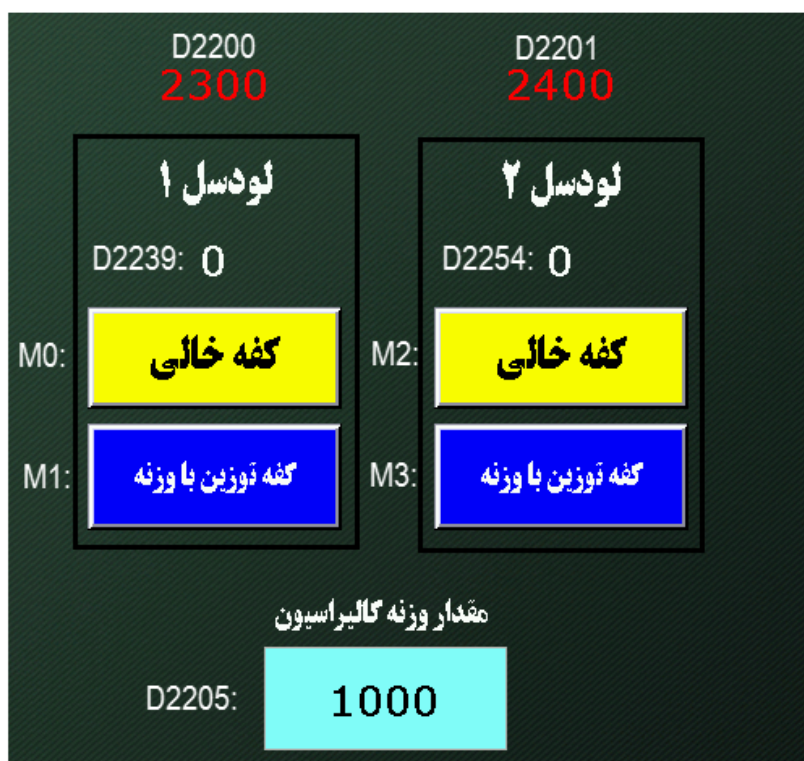 D2200 D2201
2300 2400
لودسل ۱ لودسل ۲
D2239: 0 D2254: 0
M0: کفه خالی M2: کفه خالی
M1: کفه توزین با وزنه M3: کفه توزین با وزنه
مقدار وزنه کالیراسیون
D2205: 1000